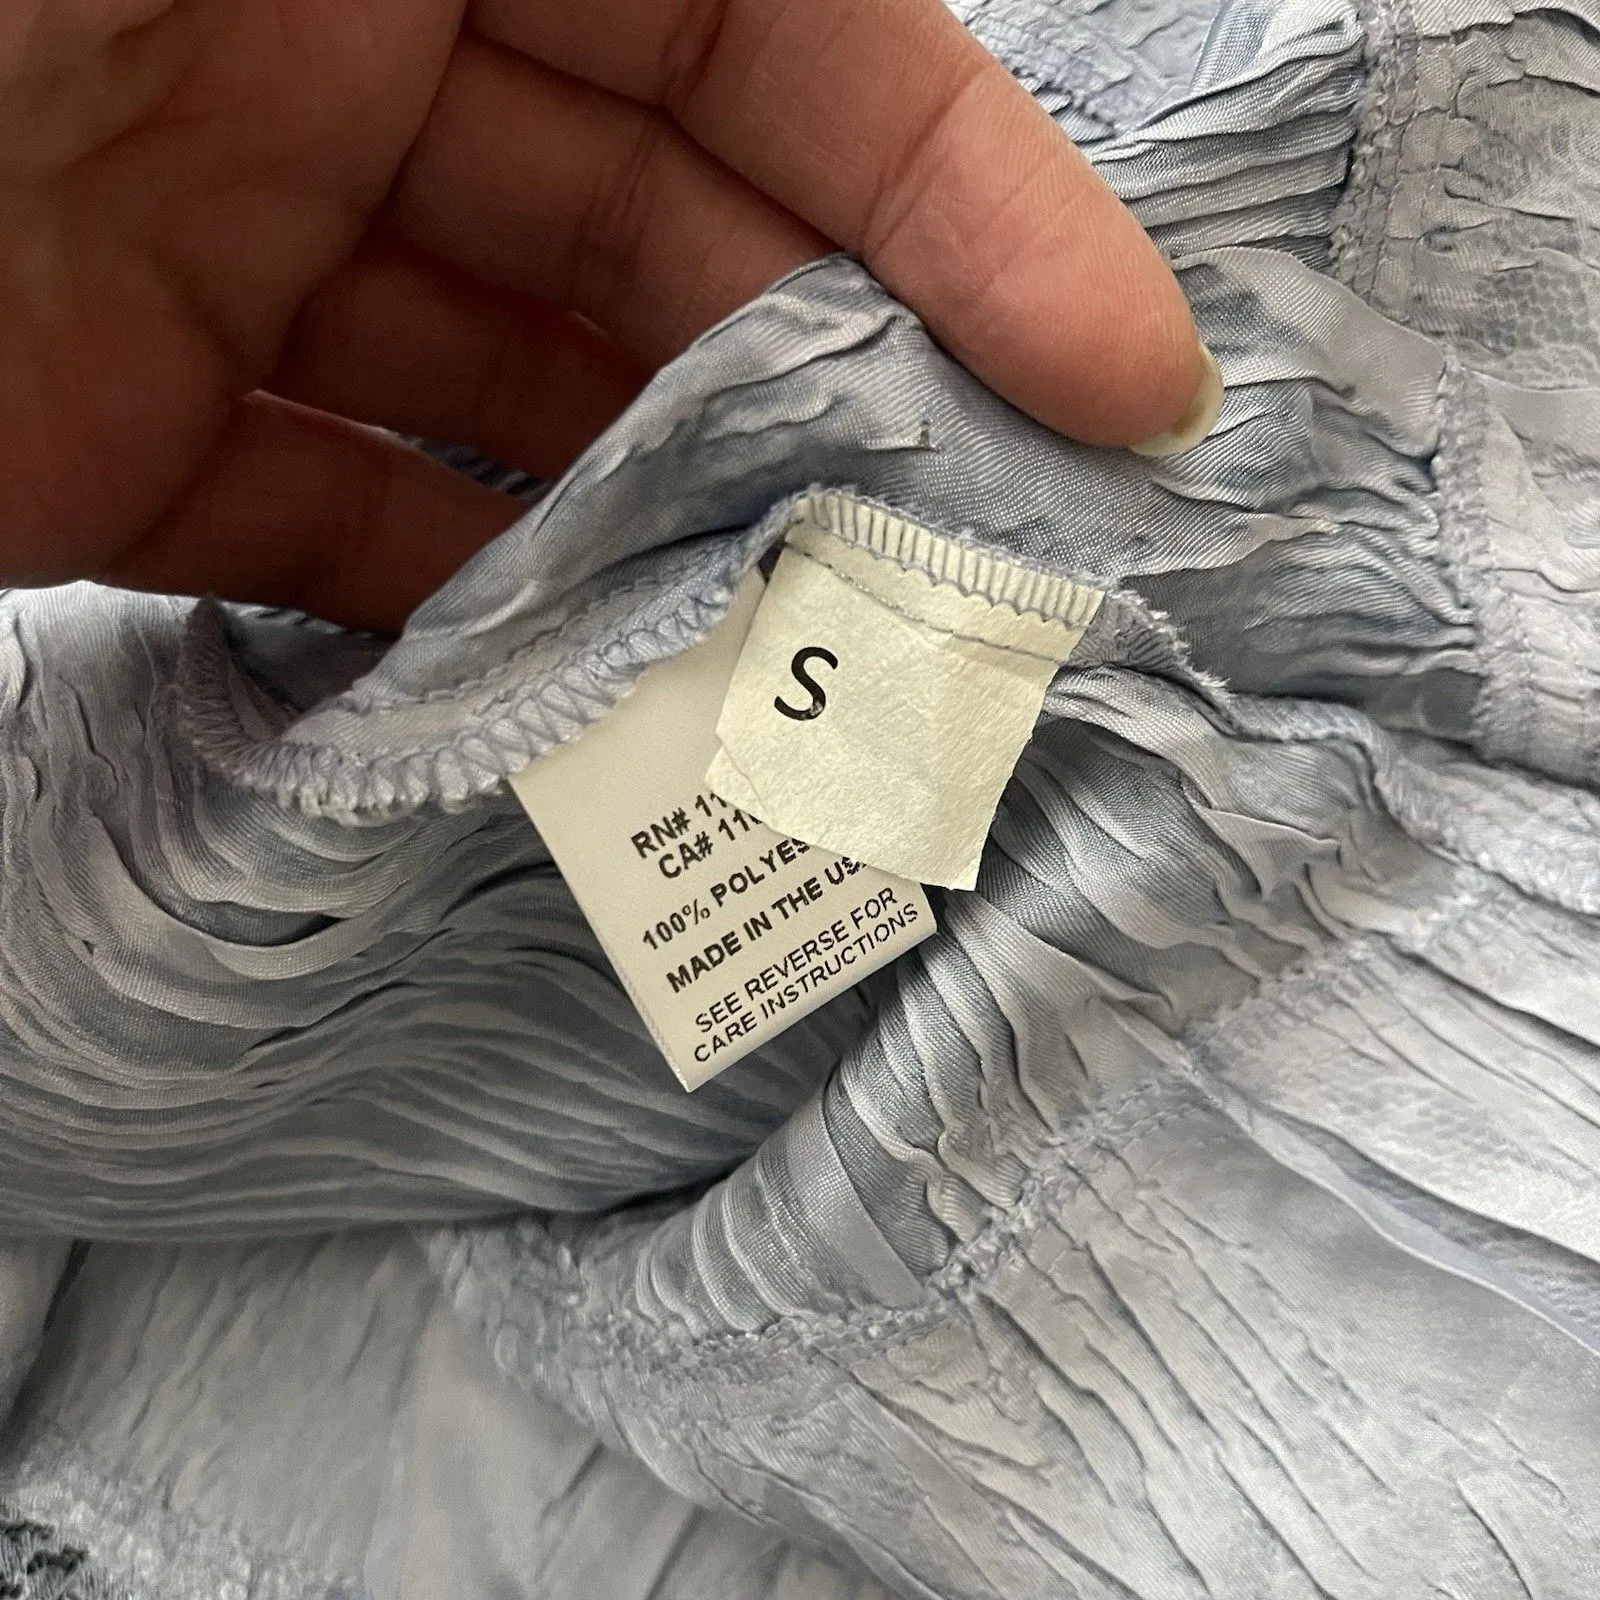 S
RN# 11
CA# 11
100% POLYES
MADE IN THE US
SEE REVERSE FOR
CARE INSTRUCTIONS